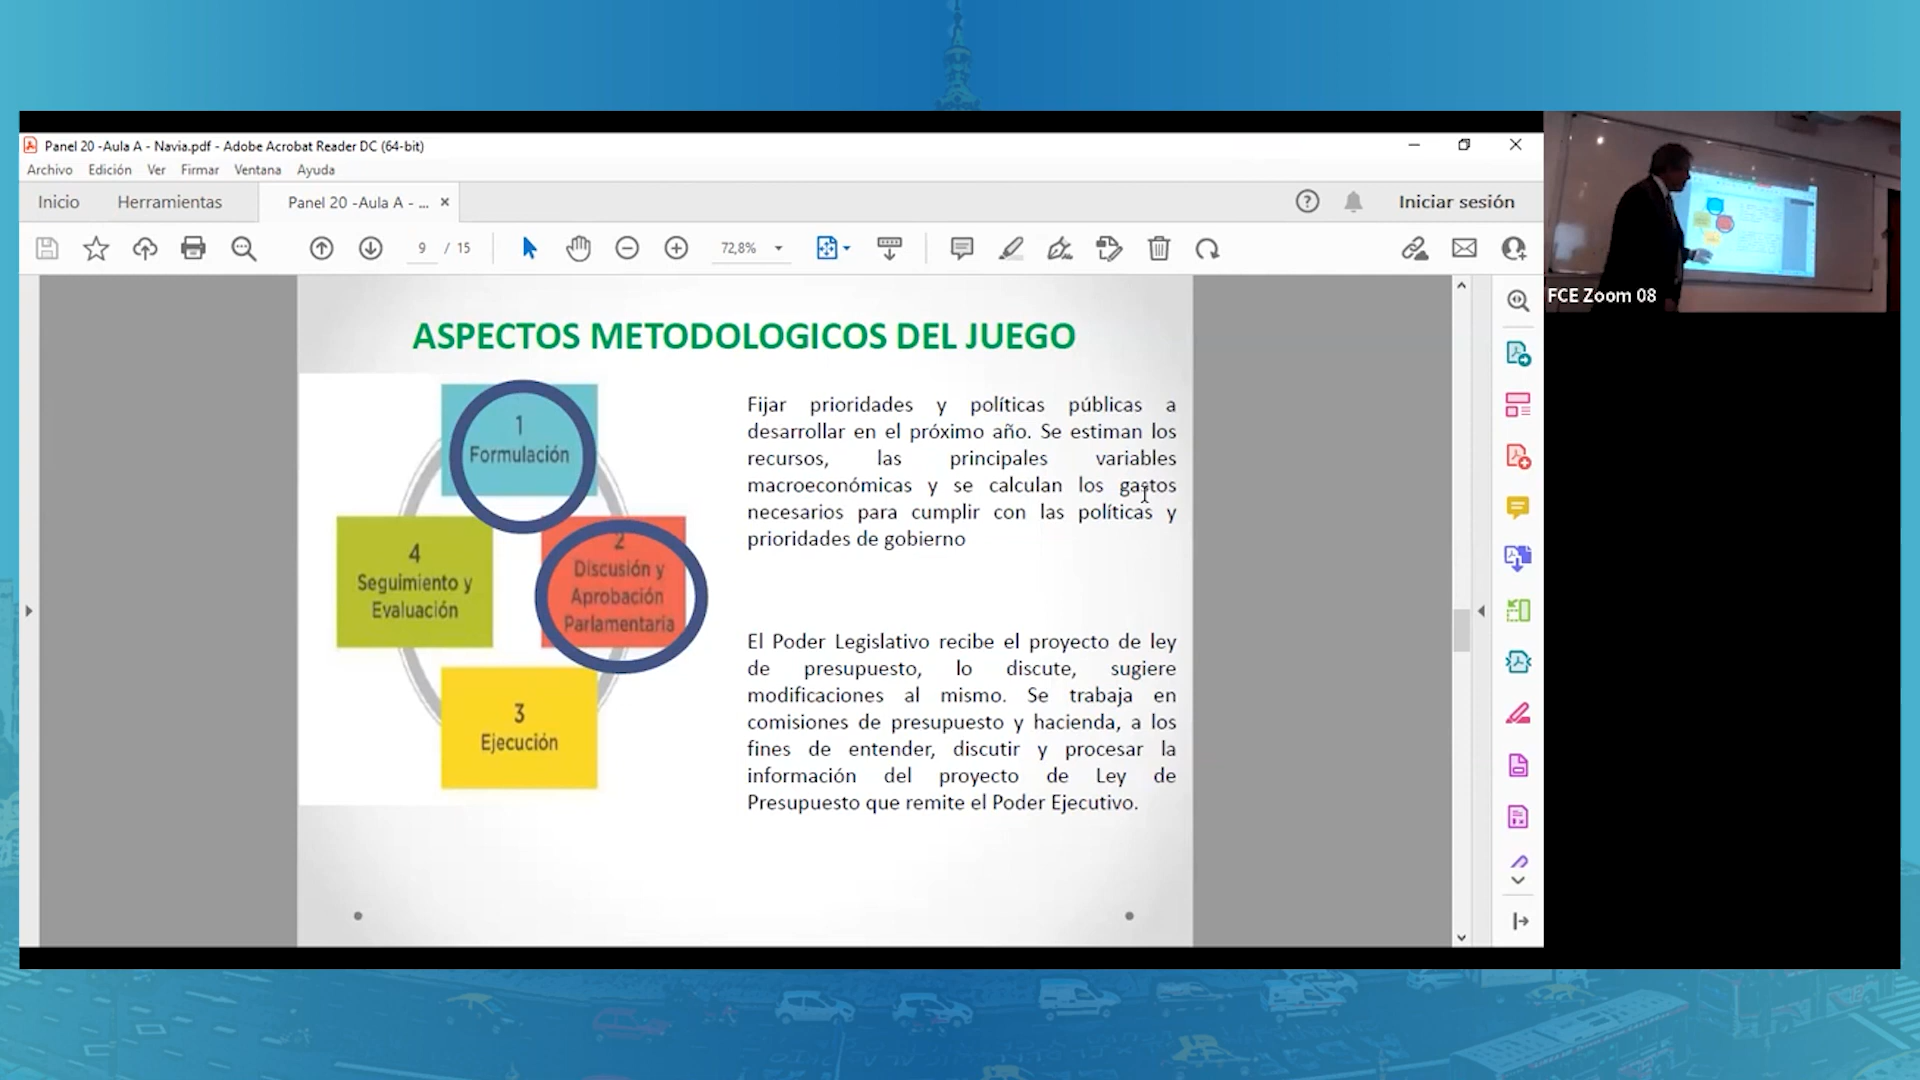 Panel 20 -Aula A - Navia.pdf - Adobe Acrobat Reader DC (64-bit)
Archivo Edición Ver Firmar Ventana Ayuda
Inicio Herramientas Panel 20 -Aula A - ... Iniciar sesión
9 / 15 72,8%
ASPECTOS METODOLOGICOS DEL JUEGO
1
Formulación
2
Discusión y
Aprobación
Parlamentaria
3
Ejecución
4
Seguimiento y
Evaluación
Fijar prioridades y políticas públicas a
desarrollar en el próximo año. Se estiman los
recursos, las principales variables
macroeconómicas y se calculan los gastos
necesarios para cumplir con las políticas y
prioridades de gobierno
El Poder Legislativo recibe el proyecto de ley
de presupuesto, lo discute, sugiere
modificaciones al mismo. Se trabaja en
comisiones de presupuesto y hacienda, a los
fines de entender, discutir y procesar la
información del proyecto de Ley de
Presupuesto que remite el Poder Ejecutivo.
FCE Zoom 08